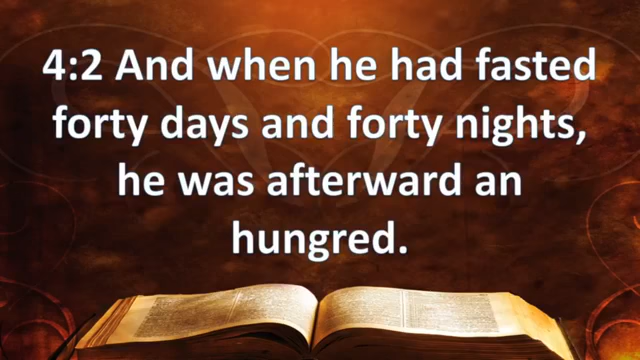 4:2 And when he had fasted
forty days and forty nights,
he was afterward an
hungred.